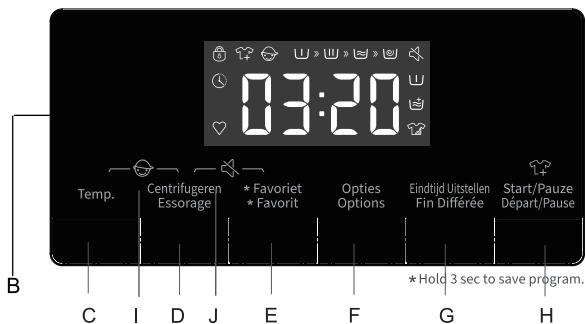 03:20
Temp.
Centrifugeren
Essorage
* Favoriet
* Favorit
Opties
Options
Eindtijd Uitstellen
Fin Différée
Start/Pauze
Départ/Pause
* Hold 3 sec to save program.
B
C I D J E F G H